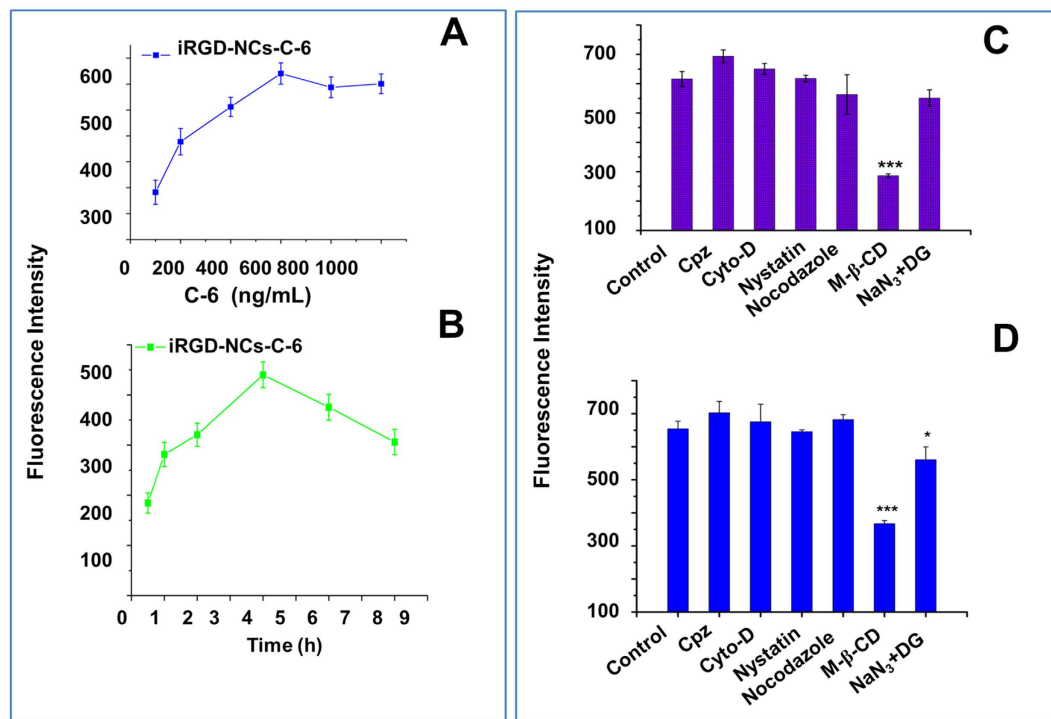 A
iRGD-NCs-C-6
600
500
400
300
0 200 400 600 800 1000
C-6 (ng/mL)
B
iRGD-NCs-C-6
500
400
300
200
100
0 1 2 3 4 5 6 7 8 9
Time (h)
Fluorescence Intensity
C
700
500
300
100
***
Control
Cpz
Cyto-D
Nystatin
Nocodazole
M-β-CD
NaN₃+DG
D
700
500
300
100
***
*
Control
Cpz
Cyto-D
Nystatin
Nocodazole
M-β-CD
NaN₃+DG
Fluorescence Intensity